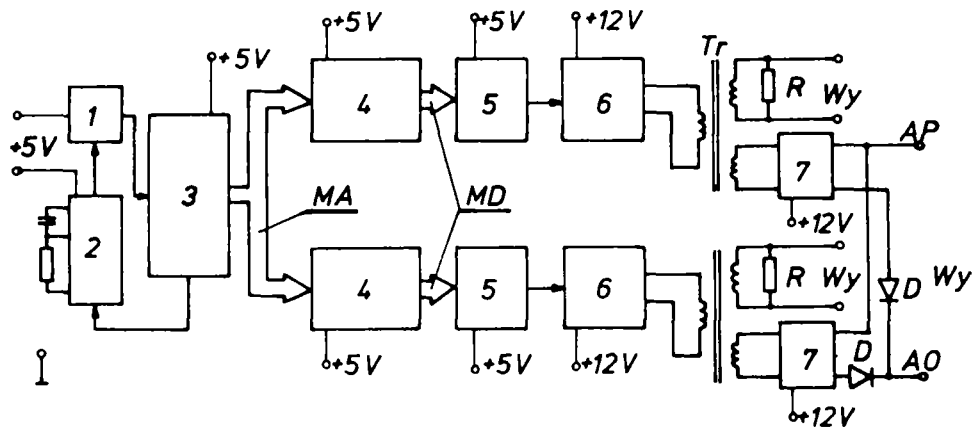 +5V +5V +12V
Tr
+5V R Wy
1 4 5 6
AP
+5V 7
3 MA MD +12V
2 R Wy D Wy
4 5 6
D
7 AO
+5V +5V +12V
+12V